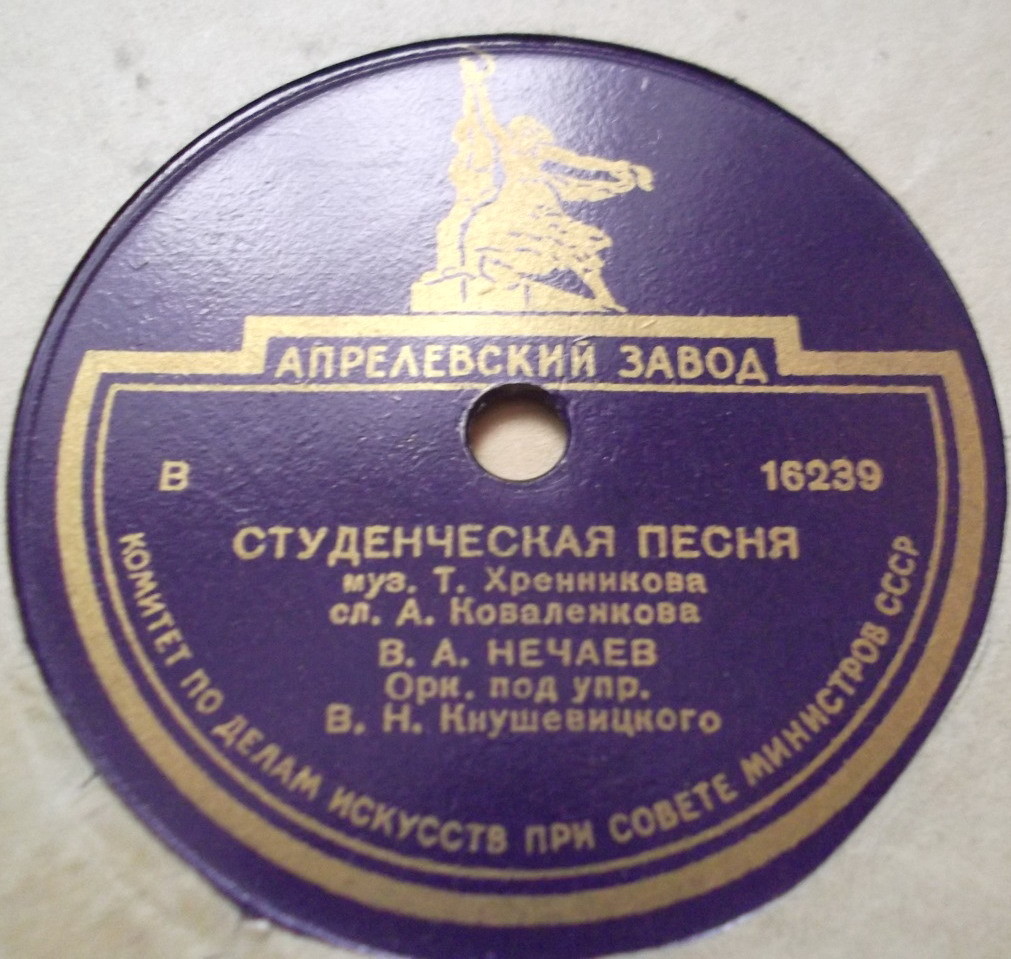 АПРЕЛЕВСКИЙ ЗАВОД
В 16239
СТУДЕНЧЕСКАЯ ПЕСНЯ
муз. Т. Хренникова
сл. А. Коваленкова
В. А. НЕЧАЕВ
Орк. под упр.
В. Н. Кнушевицкого
КОМИТЕТ ПО ДЕЛАМ ИСКУССТВ ПРИ СОВЕТЕ МИНИСТРОВ СССР